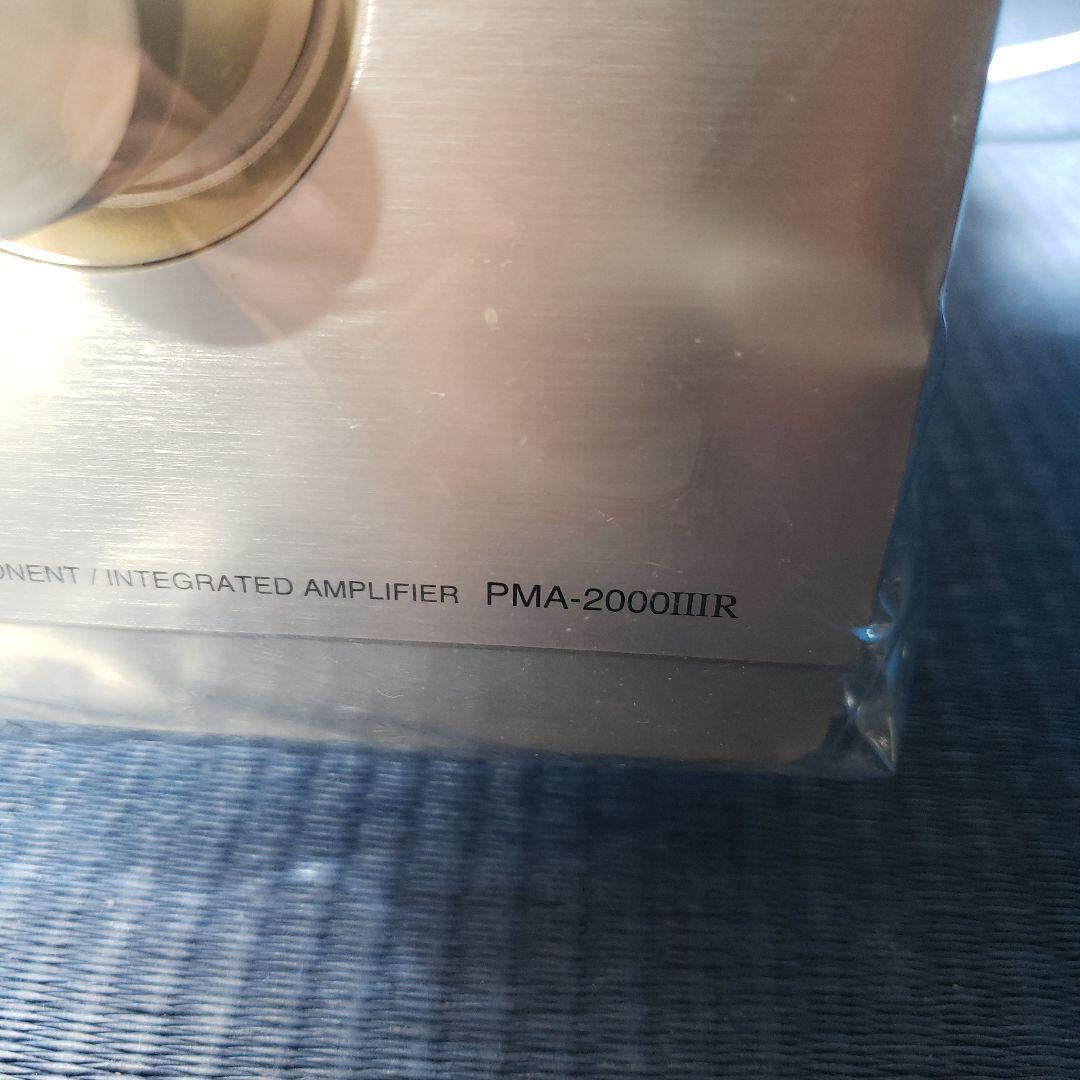 ONENT / INTEGRATED AMPLIFIER PMA-2000IIIR